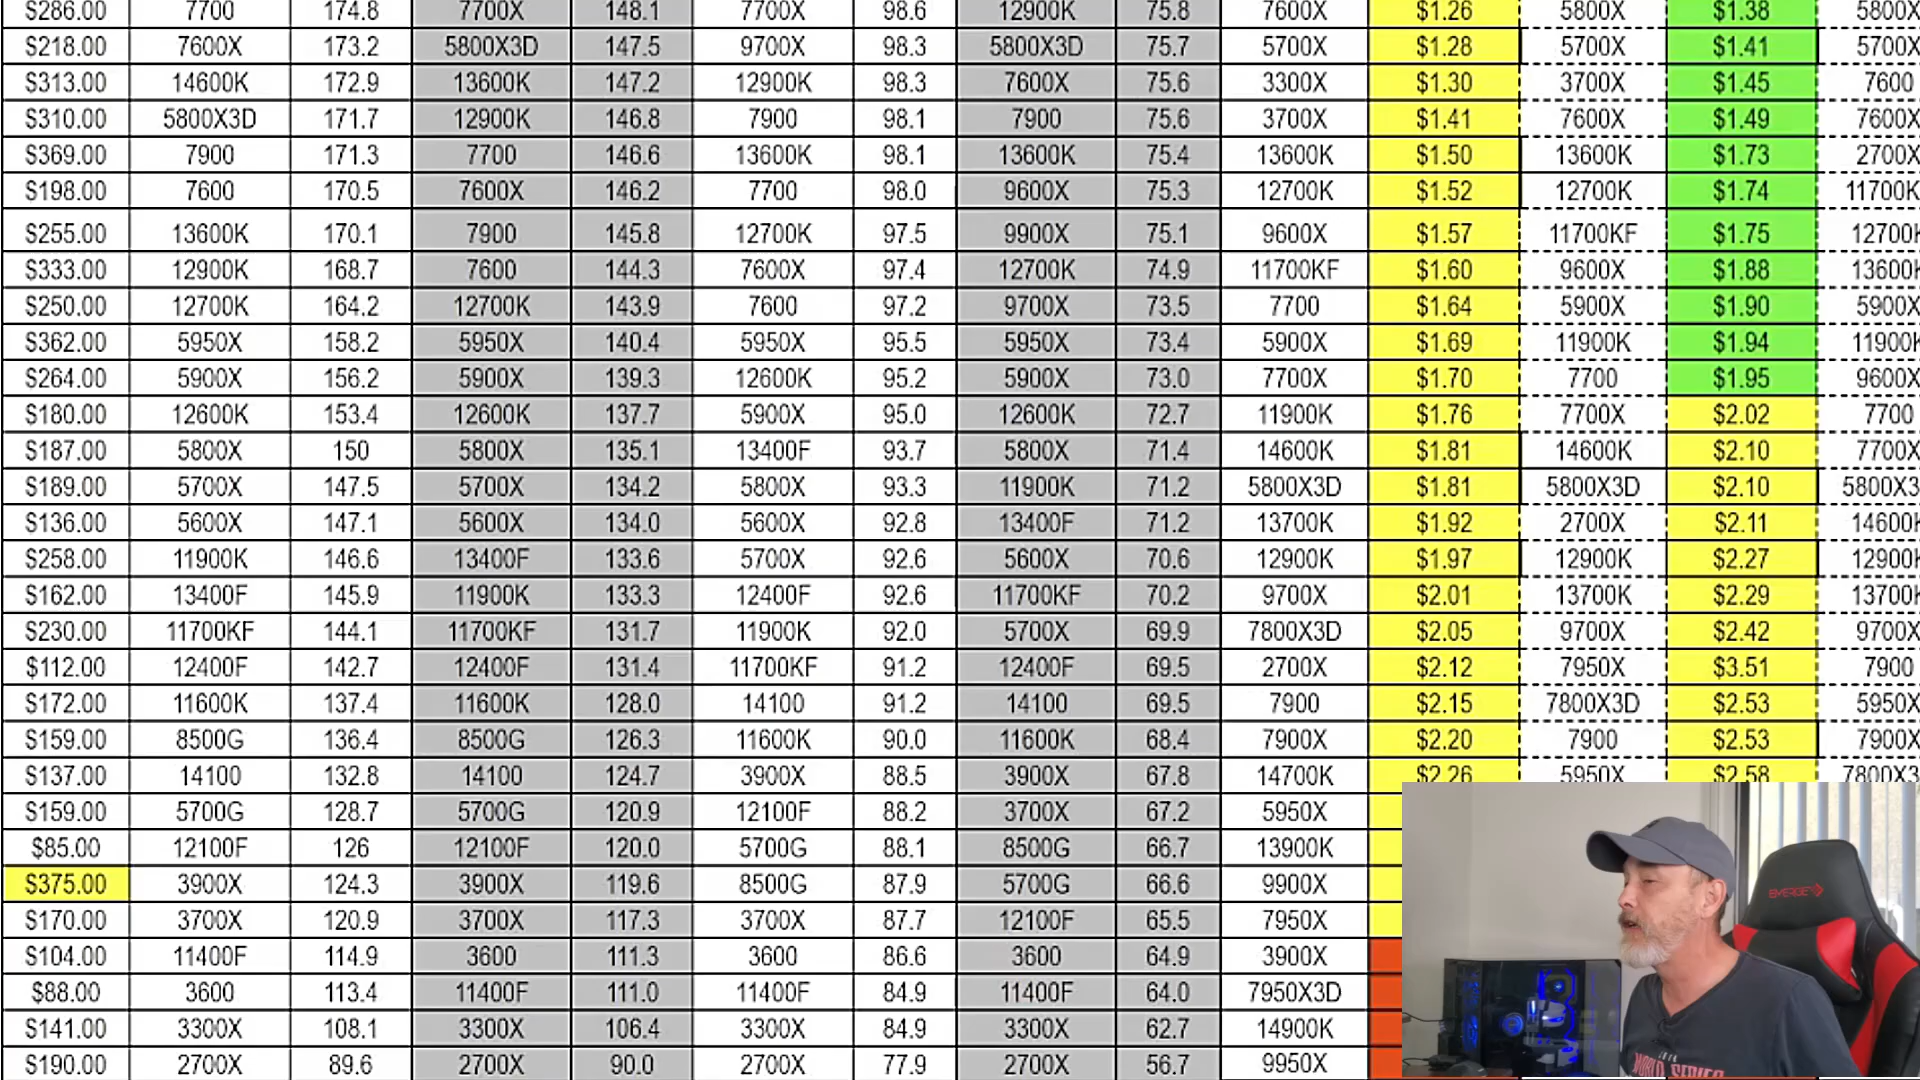 $286.00 7700 174.8 7700X 148.1 7700X 98.6 12900K 75.8 7600X $1.26 5800X $1.38 5800X
$218.00 7600X 173.2 5800X3D 147.5 9700X 98.3 5800X3D 75.7 5700X $1.28 5700X $1.41 5700X
$313.00 14600K 172.9 13600K 147.2 12900K 98.3 7600X 75.6 3300X $1.30 3700X $1.45 7600
$310.00 5800X3D 171.7 12900K 146.8 7900 98.1 7900 75.6 3700X $1.41 7600X $1.49 7600X
$369.00 7900 171.3 7700 146.6 13600K 98.1 13600K 75.4 13600K $1.50 13600K $1.73 2700X
$198.00 7600 170.5 7600X 146.2 7700 98.0 9600X 75.3 12700K $1.52 12700K $1.74 11700K
$255.00 13600K 170.1 7900 145.8 12700K 97.5 9900X 75.1 9600X $1.57 11700KF $1.75 12700K
$333.00 12900K 168.7 7600 144.3 7600X 97.4 12700K 74.9 11700KF $1.60 9600X $1.88 13600K
$250.00 12700K 164.2 12700K 143.9 7600 97.2 9700X 73.5 7700 $1.64 5900X $1.90 5900X
$362.00 5950X 158.2 5950X 140.4 5950X 95.5 5950X 73.4 5900X $1.69 11900K $1.94 11900K
$264.00 5900X 156.2 5900X 139.3 12600K 95.2 5900X 73.0 7700X $1.70 7700 $1.95 9600X
$180.00 12600K 153.4 12600K 137.7 5900X 95.0 12600K 72.7 11900K $1.76 7700X $2.02 7700
$187.00 5800X 150 5800X 135.1 13400F 93.7 5800X 71.4 14600K $1.81 14600K $2.10 7700X
$189.00 5700X 147.5 5700X 134.2 5800X 93.3 11900K 71.2 5800X3D $1.81 5800X3D $2.10 5800X3
$136.00 5600X 147.1 5600X 134.0 5600X 92.8 13400F 71.2 13700K $1.92 2700X $2.11 14600K
$258.00 11900K 146.6 13400F 133.6 5700X 92.6 5600X 70.6 12900K $1.97 12900K $2.27 12900K
$162.00 13400F 145.9 11900K 133.3 12400F 92.6 11700KF 70.2 9700X $2.01 13700K $2.29 13700K
$230.00 11700KF 144.1 11700KF 131.7 11900K 92.0 5700X 69.9 7800X3D $2.05 9700X $2.42 9700X
$112.00 12400F 142.7 12400F 131.4 11700KF 91.2 12400F 69.5 2700X $2.12 7950X $3.51 7900
$172.00 11600K 137.4 11600K 128.0 14100 91.2 14100 69.5 7900 $2.15 7800X3D $2.53 5950X
$159.00 8500G 136.4 8500G 126.3 11600K 90.0 11600K 68.4 7900X $2.20 7900 $2.53 7900X
$137.00 14100 132.8 14100 124.7 3900X 88.5 3900X 67.8 14700K $2.26 5950X $2.58 7800X3
$159.00 5700G 128.7 5700G 120.9 12100F 88.2 3700X 67.2 5950X
$85.00 12100F 126 12100F 120.0 5700G 88.1 8500G 66.7 13900K
$375.00 3900X 124.3 3900X 119.6 8500G 87.9 5700G 66.6 9900X
$170.00 3700X 120.9 3700X 117.3 3700X 87.7 12100F 65.5 7950X
$104.00 11400F 114.9 3600 111.3 3600 86.6 3600 64.9 3900X
$88.00 3600 113.4 11400F 111.0 11400F 84.9 11400F 64.0 7950X3D
$141.00 3300X 108.1 3300X 106.4 3300X 84.9 3300X 62.7 14900K
$190.00 2700X 89.6 2700X 90.0 2700X 77.9 2700X 56.7 9950X
EMERGE
WORLD SERIES